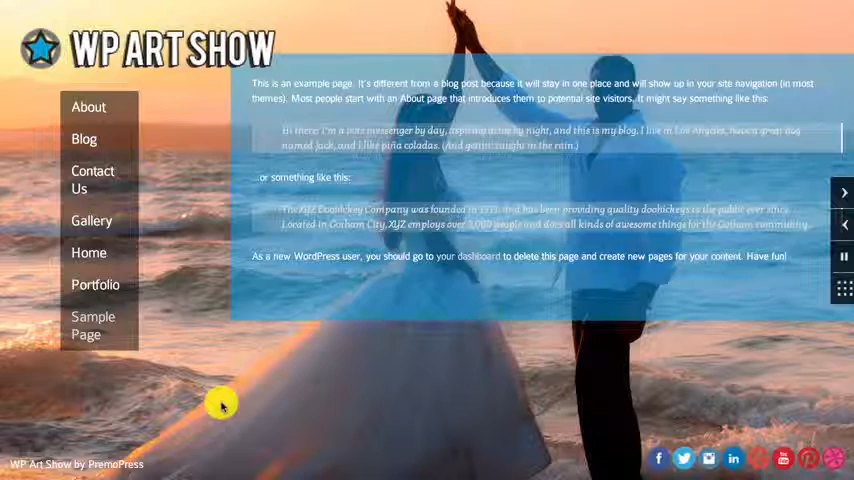 WP ART SHOW
This is an example page. It's different from a blog post because it will stay in one place and will show up in your site navigation (in most
themes). Most people start with an About page that introduces them to potential site visitors. It might say something like this:
Hi there! I'm a bike messenger by day, aspiring actor by night, and this is my blog. I live in Los Angeles, have a great dog
named Jack, and I like piña coladas. (And gettin' caught in the rain.)
...or something like this:
The XYZ Doohickey Company was founded in 1971, and has been providing quality doohickeys to the public ever since.
Located in Gotham City, XYZ employs over 2,000 people and does all kinds of awesome things for the Gotham community.
As a new WordPress user, you should go to your dashboard to delete this page and create new pages for your content. Have fun!
About
Blog
Contact
Us
Gallery
Home
Portfolio
Sample
Page
WP Art Show by PremoPress